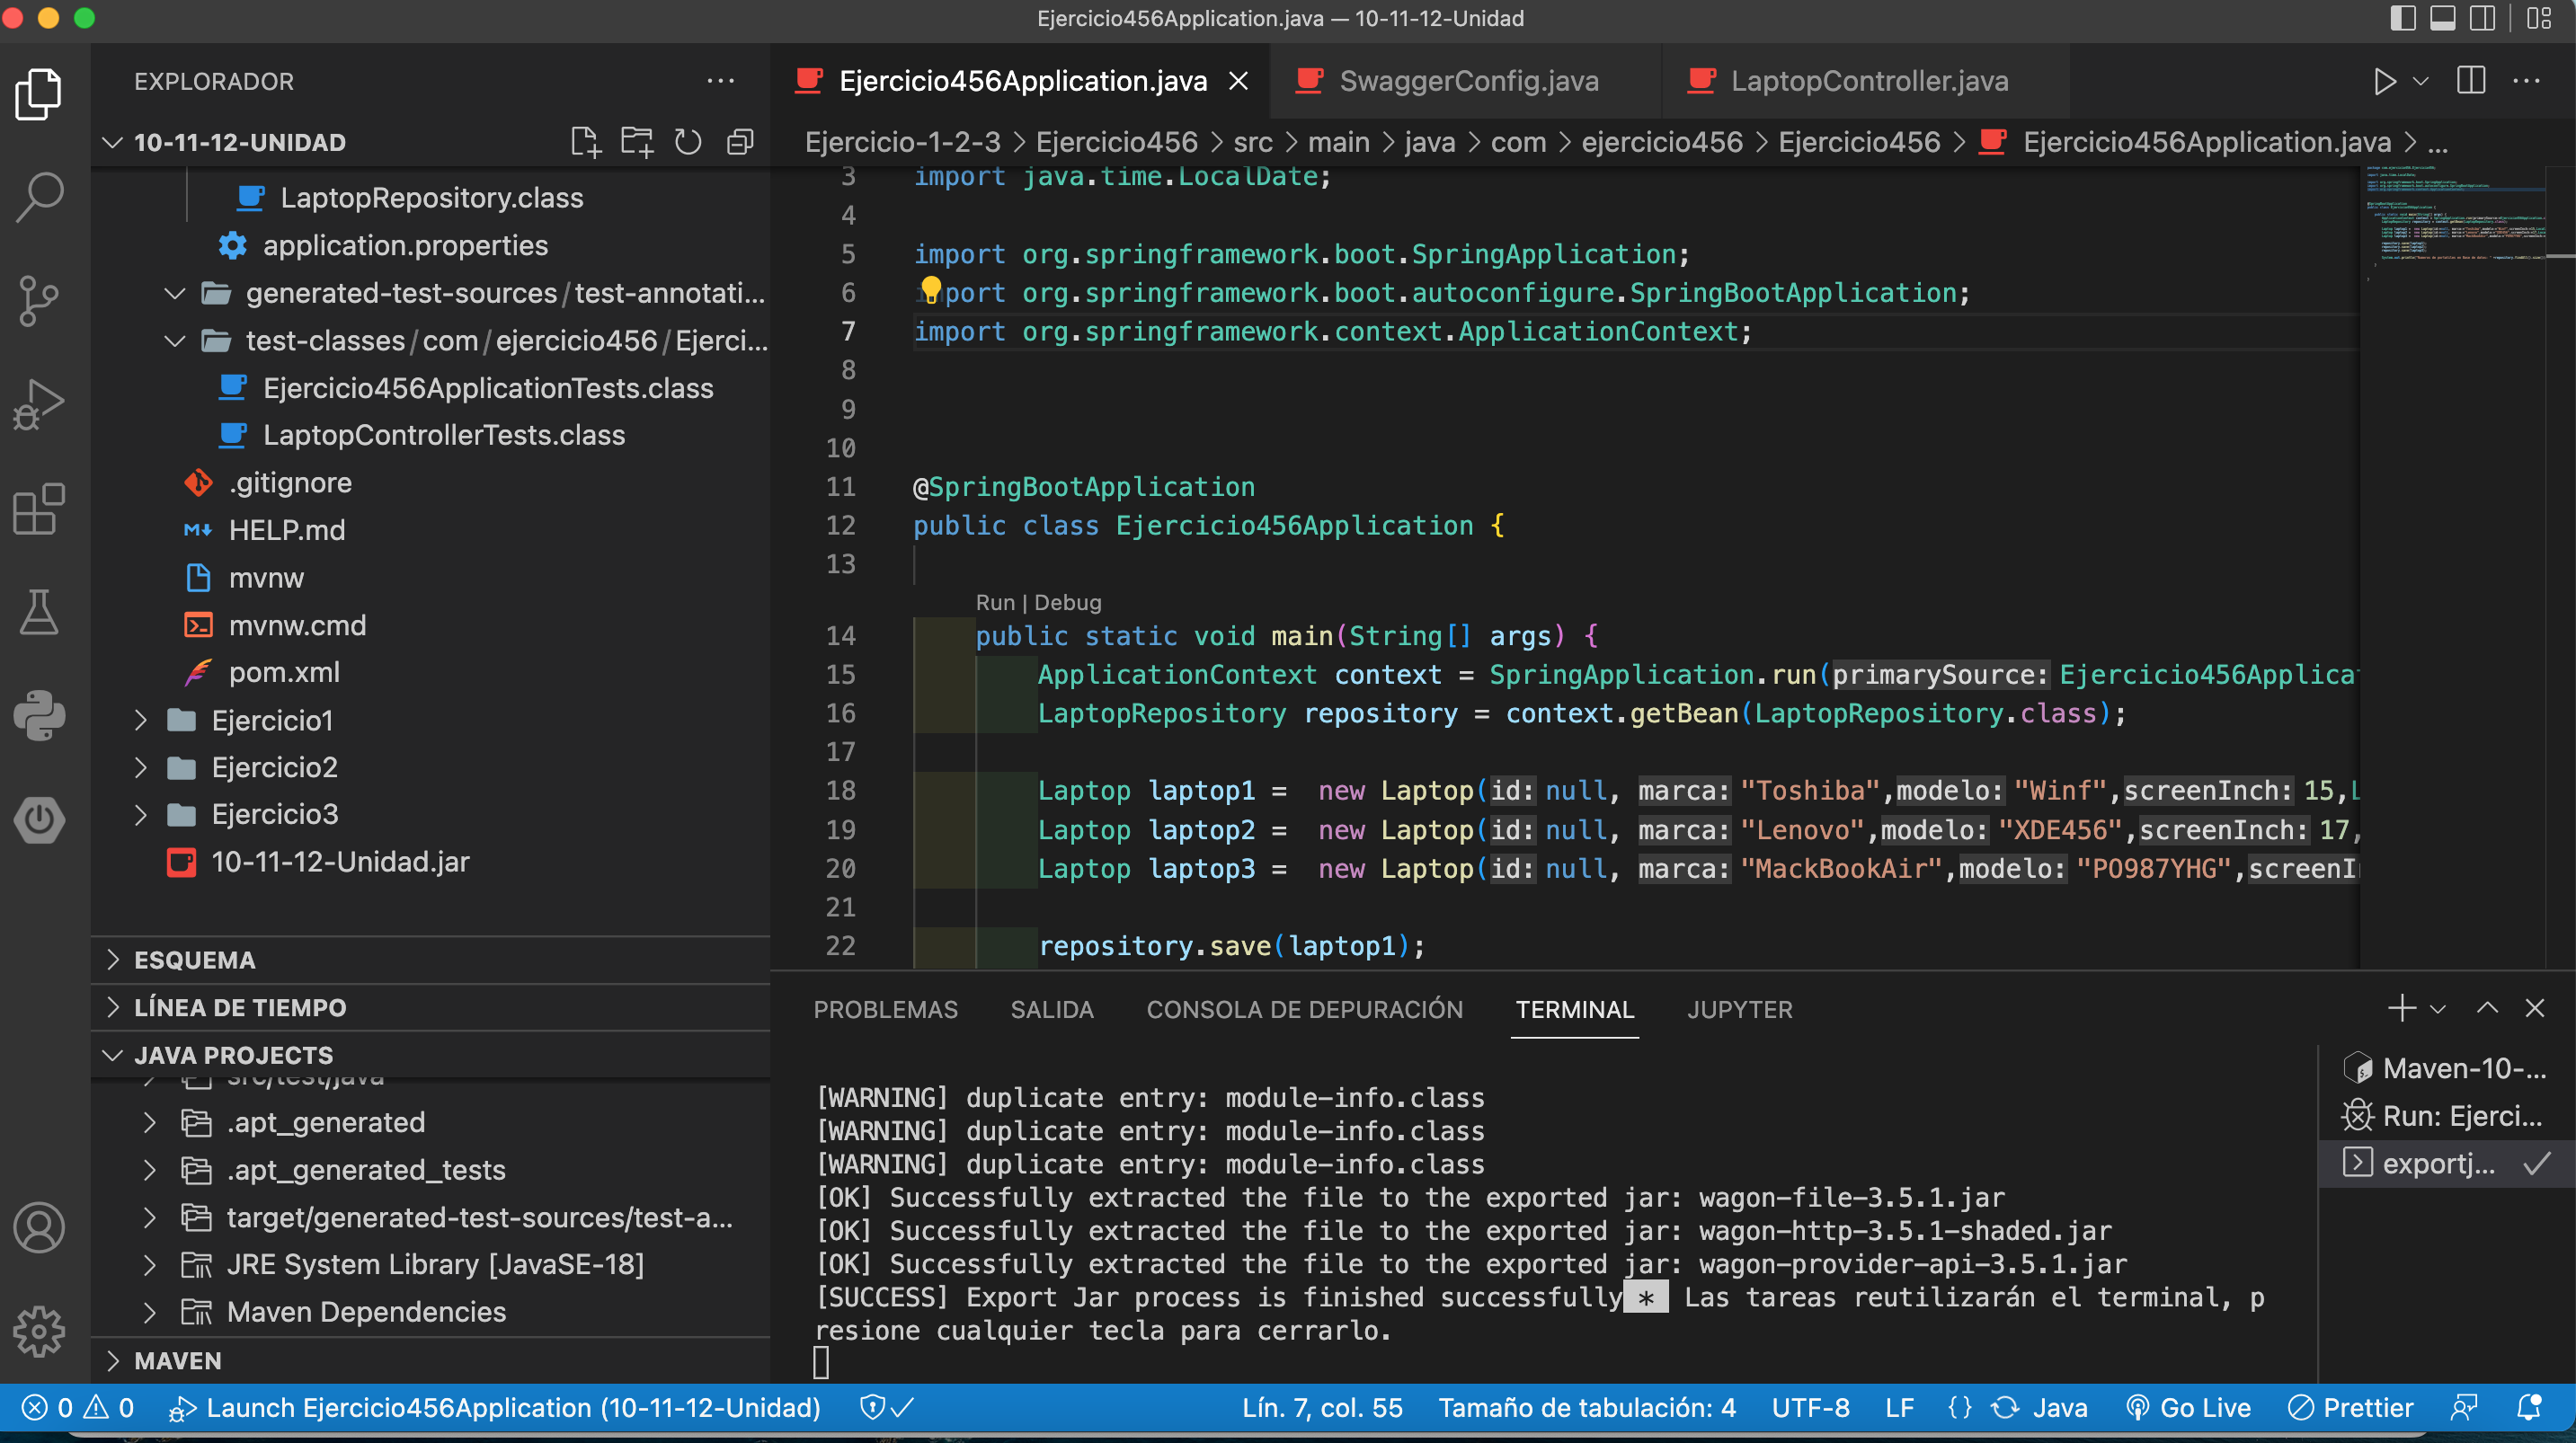 Ejercicio456Application.java — 10-11-12-Unidad
EXPLORADOR
10-11-12-UNIDAD
LaptopRepository.class
application.properties
generated-test-sources/test-annotati...
test-classes/com/ejercicio456/Ejerci...
Ejercicio456ApplicationTests.class
LaptopControllerTests.class
.gitignore
HELP.md
mvnw
mvnw.cmd
pom.xml
Ejercicio1
Ejercicio2
Ejercicio3
10-11-12-Unidad.jar
ESQUEMA
LÍNEA DE TIEMPO
JAVA PROJECTS
src/test/java
.apt_generated
.apt_generated_tests
target/generated-test-sources/test-a...
JRE System Library [JavaSE-18]
Maven Dependencies
MAVEN
Ejercicio456Application.java
SwaggerConfig.java
LaptopController.java
Ejercicio-1-2-3 > Ejercicio456 > src > main > java > com > ejercicio456 > Ejercicio456 > Ejercicio456Application.java > ...
3 import java.time.LocalDate;
4
5 import org.springframework.boot.SpringApplication;
6 import org.springframework.boot.autoconfigure.SpringBootApplication;
7 import org.springframework.context.ApplicationContext;
8
9
10
11 @SpringBootApplication
12 public class Ejercicio456Application {
13
Run | Debug
14 public static void main(String[] args) {
15 ApplicationContext context = SpringApplication.run(primarySource: Ejercicio456Applicat
16 LaptopRepository repository = context.getBean(LaptopRepository.class);
17
18 Laptop laptop1 =  new Laptop(id: null, marca: "Toshiba",modelo: "Winf",screenInch: 15,L
19 Laptop laptop2 =  new Laptop(id: null, marca: "Lenovo",modelo: "XDE456",screenInch: 17,
20 Laptop laptop3 =  new Laptop(id: null, marca: "MackBookAir",modelo: "PO987YHG",screenI
21
22 repository.save(laptop1);
PROBLEMAS SALIDA CONSOLA DE DEPURACIÓN TERMINAL JUPYTER
[WARNING] duplicate entry: module-info.class
[WARNING] duplicate entry: module-info.class
[WARNING] duplicate entry: module-info.class
[OK] Successfully extracted the file to the exported jar: wagon-file-3.5.1.jar
[OK] Successfully extracted the file to the exported jar: wagon-http-3.5.1-shaded.jar
[OK] Successfully extracted the file to the exported jar: wagon-provider-api-3.5.1.jar
[SUCCESS] Export Jar process is finished successfully * Las tareas reutilizarán el terminal, p
resione cualquier tecla para cerrarlo.
Maven-10-...
Run: Ejerci...
exportj...
0 0 Launch Ejercicio456Application (10-11-12-Unidad) Lín. 7, col. 55 Tamaño de tabulación: 4 UTF-8 LF {} Java Go Live Prettier